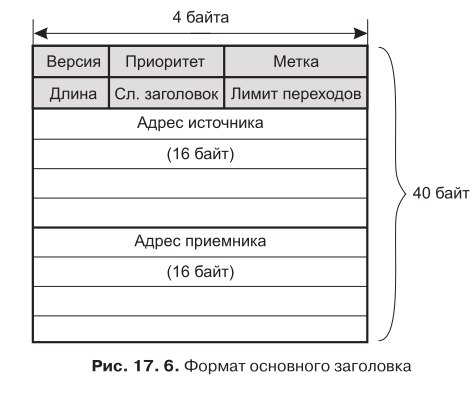 4 байта
Версия Приоритет Метка
Длина Сл. заголовок Лимит переходов
Адрес источника
(16 байт)
40 байт
Адрес приемника
(16 байт)
Рис. 17. 6. Формат основного заголовка